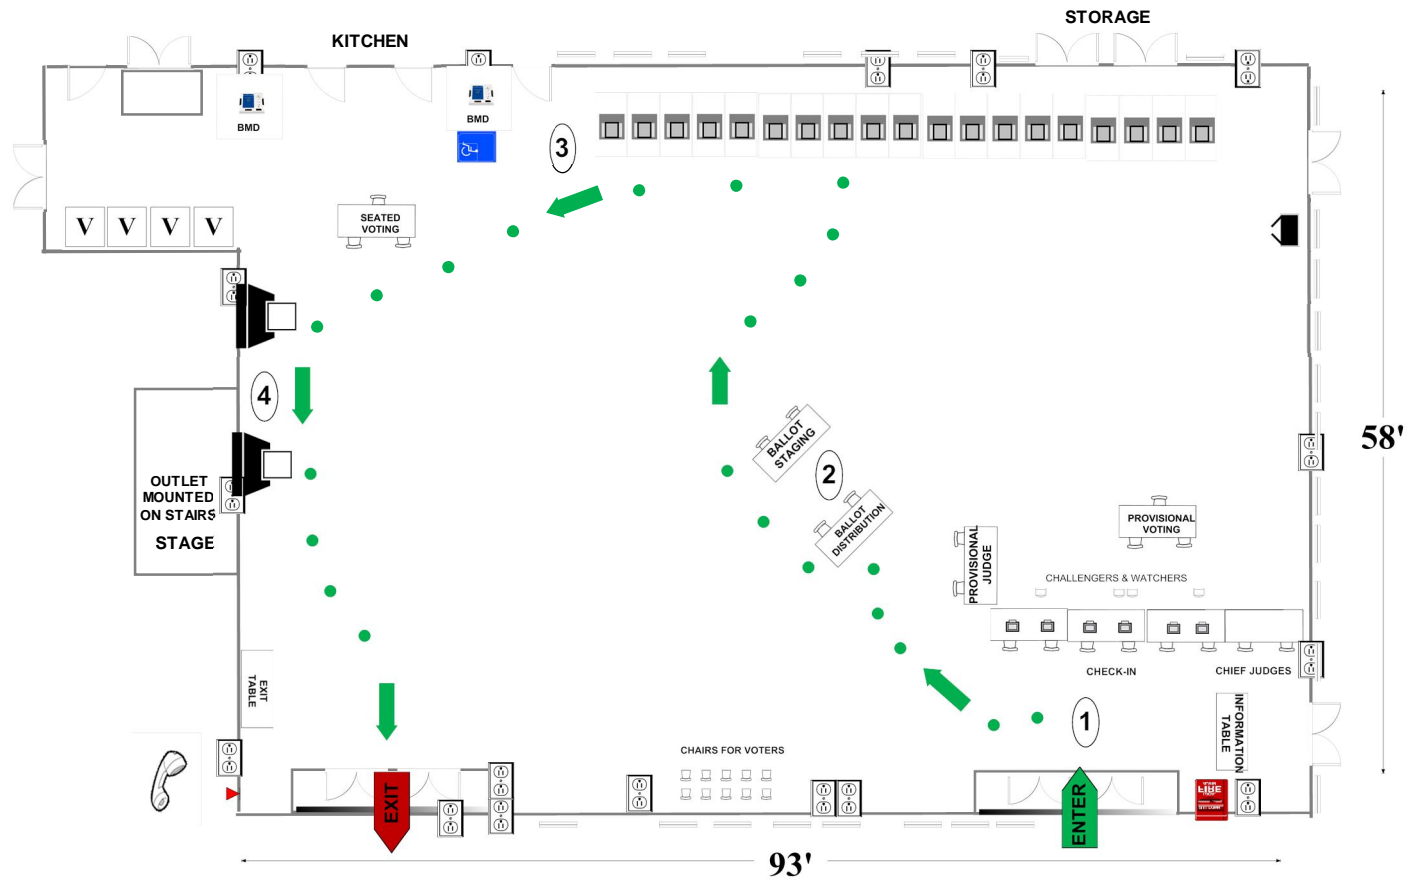 STORAGE
KITCHEN
BMD
BMD
3
V V V V
SEATED
VOTING
4
58'
BALLOT
STAGING
2
OUTLET
MOUNTED
ON STAIRS
STAGE
BALLOT
DISTRIBUTION
PROVISIONAL
VOTING
PROVISIONAL
JUDGE
CHALLENGERS & WATCHERS
CHECK-IN
CHIEF JUDGES
EXIT
TABLE
INFORMATION
TABLE
1
CHAIRS FOR VOTERS
EXIT
ENTER
FIRE
93'